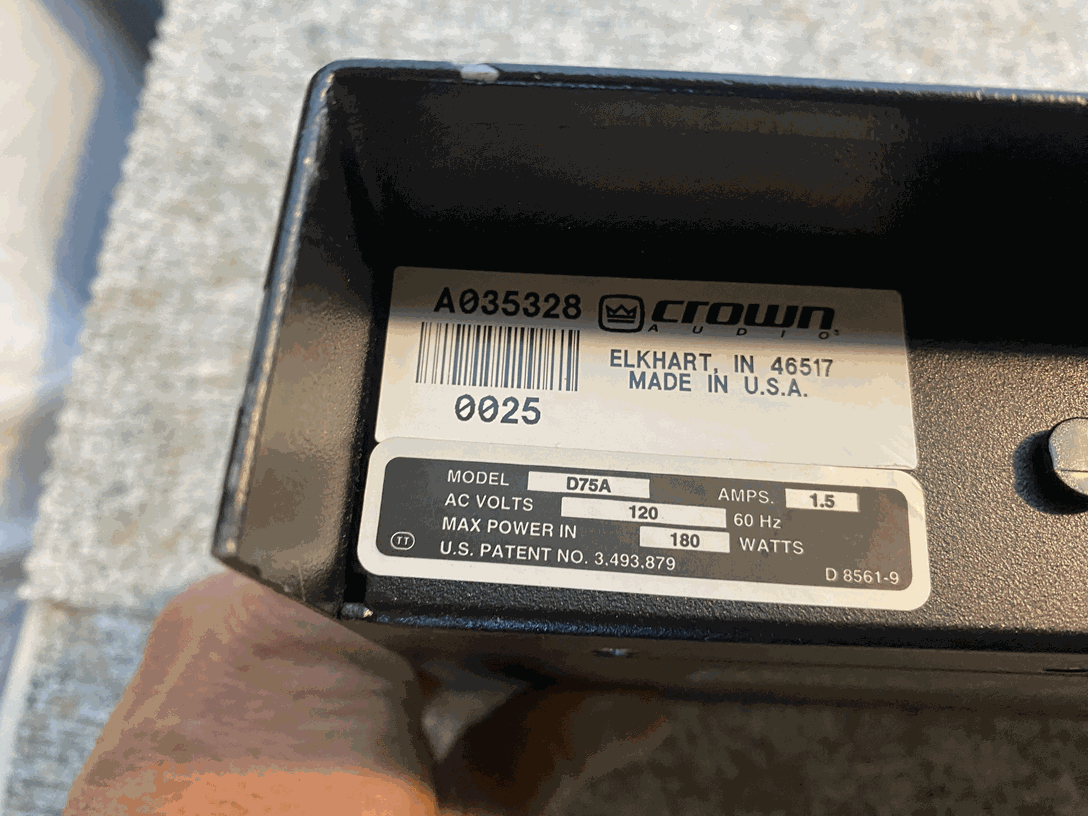 A035328
crown
AUDIO
ELKHART, IN 46517
MADE IN U.S.A.
0025
MODEL D75A AMPS. 1.5
AC VOLTS 120 60 Hz
MAX POWER IN 180 WATTS
U.S. PATENT NO. 3,493,879
TT
D 8561-9